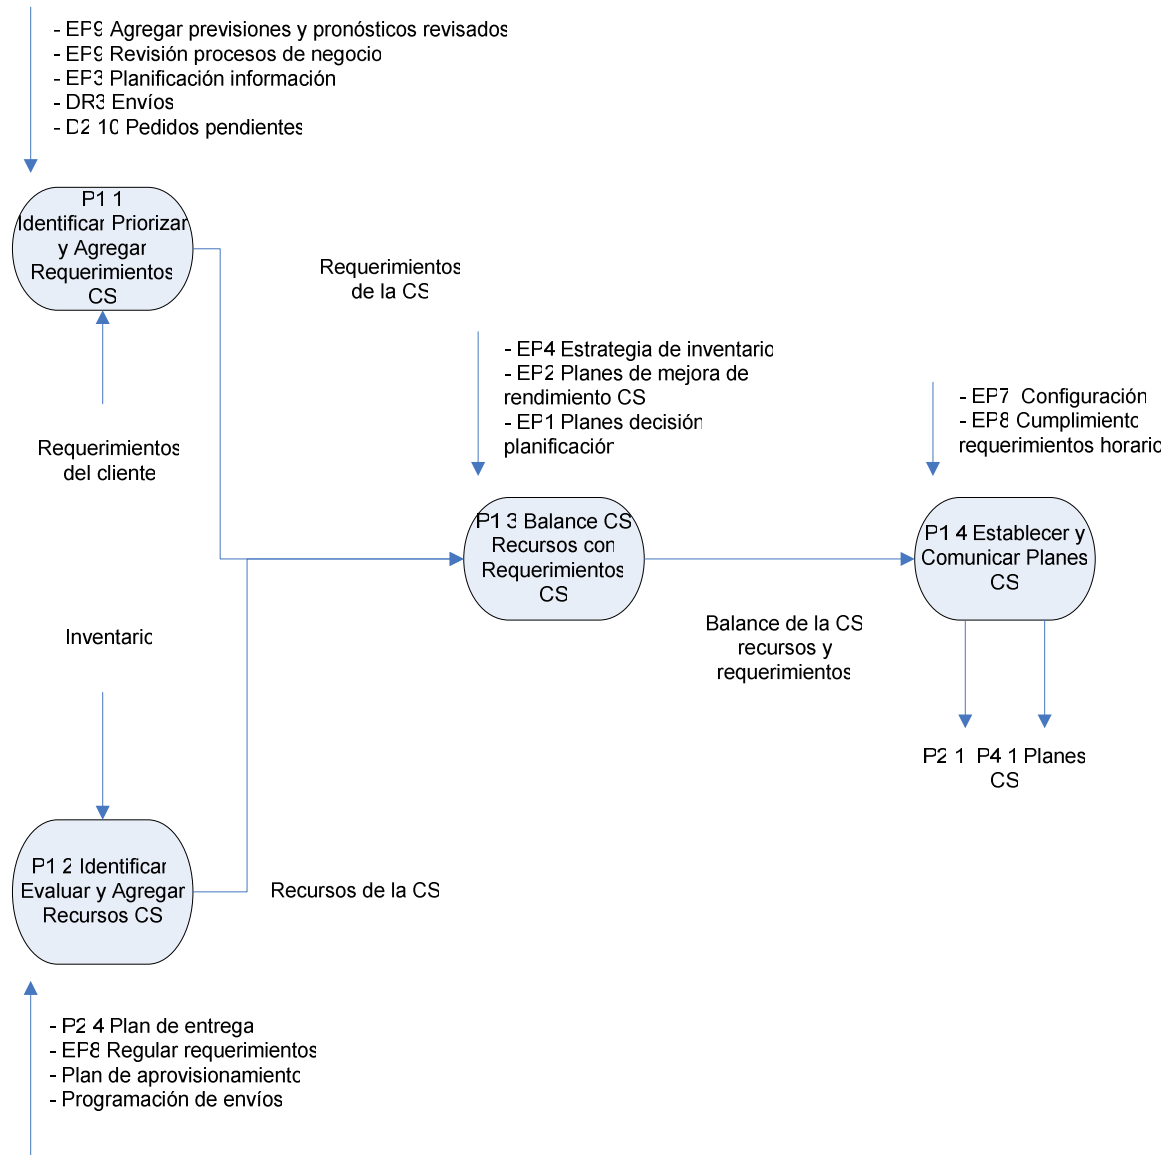 - EP9 Agregar previsiones y pronósticos revisados
- EP9 Revisión procesos de negocio
- EP3 Planificación información
- DR3 Envíos
- D2 10 Pedidos pendientes
P1 1
Identificar Priorizar
y Agregar
Requerimientos
CS
Requerimientos
de la CS
- EP4 Estrategia de inventario
- EP2 Planes de mejora de
rendimiento CS
- EP1 Planes decisión
planificación
- EP7 Configuración
- EP8 Cumplimiento
requerimientos horario
Requerimientos
del cliente
P1 3 Balance CS
Recursos con
Requerimientos
CS
P1 4 Establecer y
Comunicar Planes
CS
Inventario
Balance de la CS
recursos y
requerimientos
P2 1 P4 1 Planes
CS
P1 2 Identificar
Evaluar y Agregar
Recursos CS
Recursos de la CS
- P2 4 Plan de entrega
- EP8 Regular requerimientos
- Plan de aprovisionamiento
- Programación de envíos